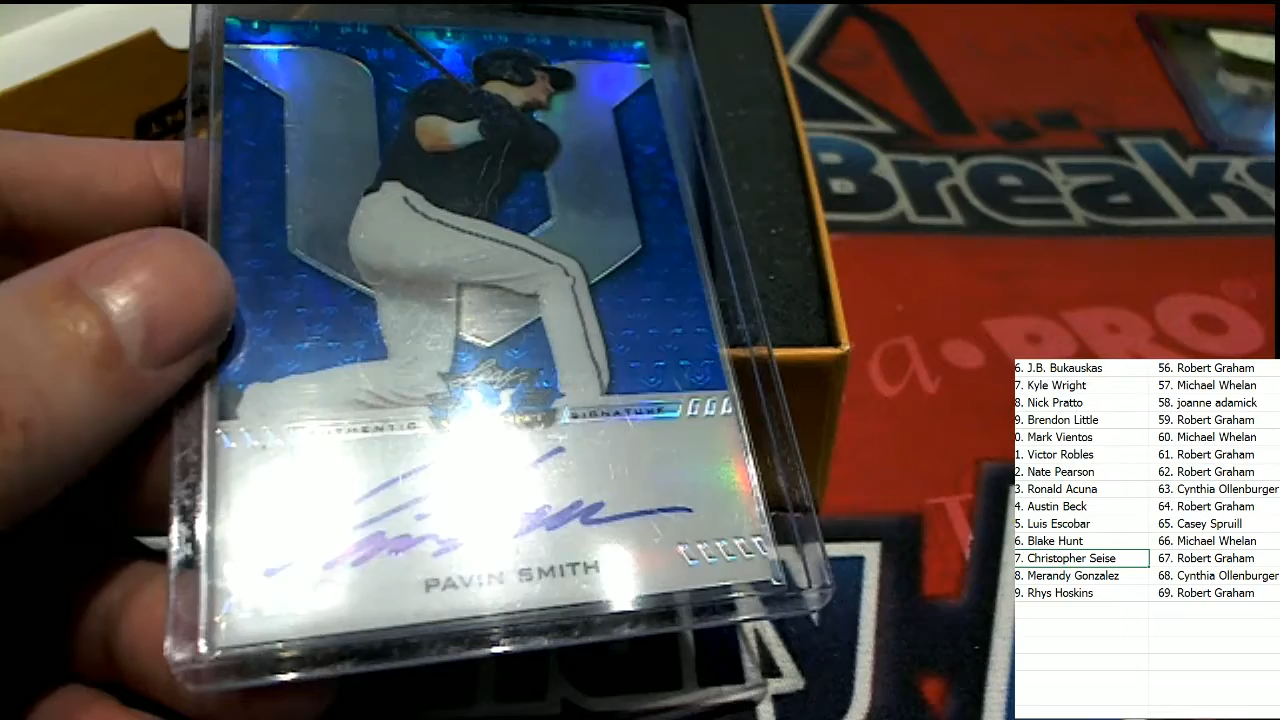 Breaks
a PRO
Leaf
AUTHENTIC SIGNATURE
PAVIN SMITH
6. J.B. Bukauskas 56. Robert Graham
7. Kyle Wright 57. Michael Whelan
8. Nick Pratto 58. joanne adamick
9. Brendon Little 59. Robert Graham
0. Mark Vientos 60. Michael Whelan
1. Victor Robles 61. Robert Graham
2. Nate Pearson 62. Robert Graham
3. Ronald Acuna 63. Cynthia Ollenburger
4. Austin Beck 64. Robert Graham
5. Luis Escobar 65. Casey Spruill
6. Blake Hunt 66. Michael Whelan
7. Christopher Seise 67. Robert Graham
8. Merandy Gonzalez 68. Cynthia Ollenburger
9. Rhys Hoskins 69. Robert Graham